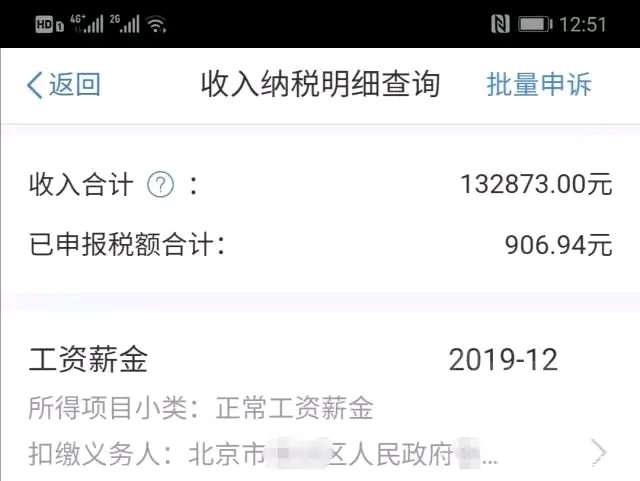 HD 1 4G+ 2G 12:51
返回 收入纳税明细查询 批量申诉
收入合计 ? : 132873.00元
已申报税额合计: 906.94元
工资薪金 2019-12
所得项目小类: 正常工资薪金
扣缴义务人: 北京市 区人民政府 ...